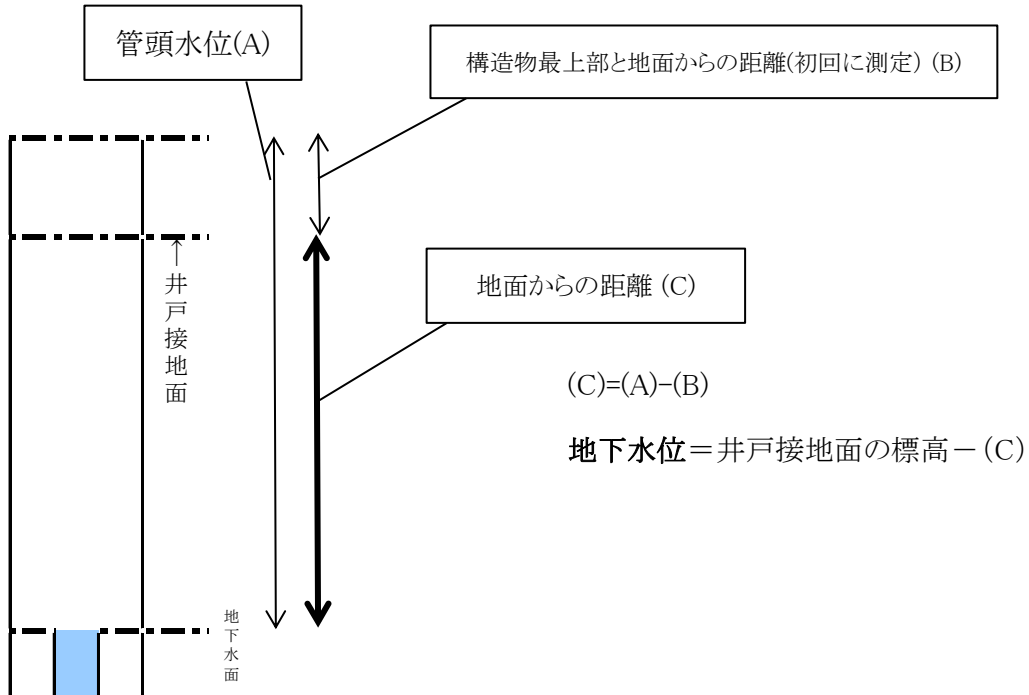 管頭水位(A)
構造物最上部と地面からの距離(初回に測定) (B)
↑井戸接地面
地面からの距離 (C)
(C)=(A)-(B)
地下水位＝井戸接地面の標高－(C)
地下水面